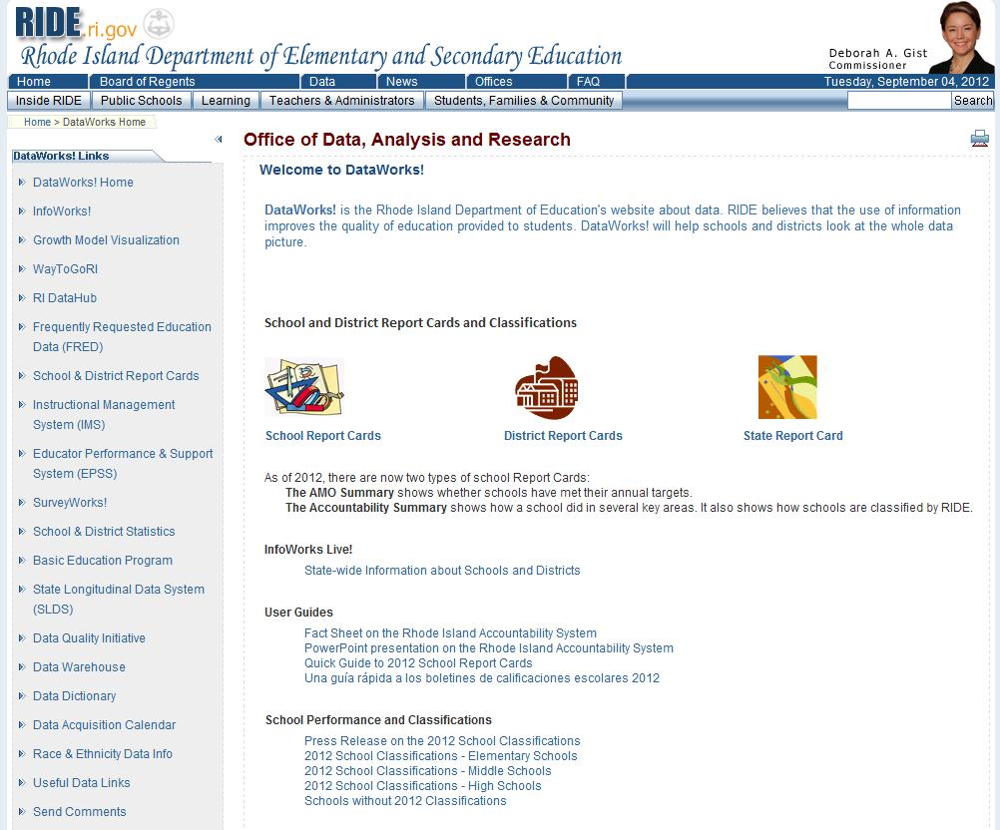 RIDE.ri.gov
Rhode Island Department of Elementary and Secondary Education
Deborah A. Gist
Commissioner
Home Board of Regents Data News Offices FAQ Tuesday, September 04, 2012
Inside RIDE Public Schools Learning Teachers & Administrators Students, Families & Community Search
Home > DataWorks Home
DataWorks! Links
DataWorks! Home
InfoWorks!
Growth Model Visualization
WayToGoRI
RI DataHub
Frequently Requested Education
Data (FRED)
School & District Report Cards
Instructional Management
System (IMS)
Educator Performance & Support
System (EPSS)
SurveyWorks!
School & District Statistics
Basic Education Program
State Longitudinal Data System
(SLDS)
Data Quality Initiative
Data Warehouse
Data Dictionary
Data Acquisition Calendar
Race & Ethnicity Data Info
Useful Data Links
Send Comments
Office of Data, Analysis and Research
Welcome to DataWorks!
DataWorks! is the Rhode Island Department of Education's website about data. RIDE believes that the use of information
improves the quality of education provided to students. DataWorks! will help schools and districts look at the whole data
picture.
School and District Report Cards and Classifications
School Report Cards District Report Cards State Report Card
As of 2012, there are now two types of school Report Cards:
The AMO Summary shows whether schools have met their annual targets.
The Accountability Summary shows how a school did in several key areas. It also shows how schools are classified by RIDE.
InfoWorks Live!
State-wide Information about Schools and Districts
User Guides
Fact Sheet on the Rhode Island Accountability System
PowerPoint presentation on the Rhode Island Accountability System
Quick Guide to 2012 School Report Cards
Una guía rápida a los boletines de calificaciones escolares 2012
School Performance and Classifications
Press Release on the 2012 School Classifications
2012 School Classifications - Elementary Schools
2012 School Classifications - Middle Schools
2012 School Classifications - High Schools
Schools without 2012 Classifications